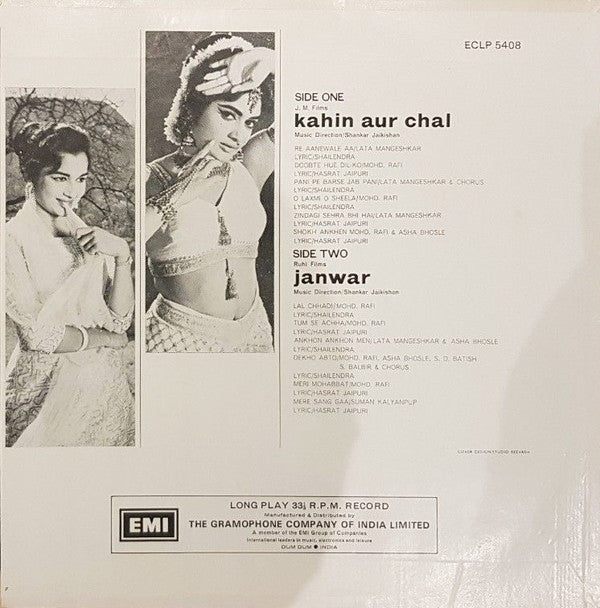 ECLP 5408
SIDE ONE
J. M. Films
kahin aur chal
Music Direction/Shankar Jaikishan
RE AANEWALE AA/LATA MANGESHKAR
LYRIC/SHAILENDRA
DOOBTE HUE DIL KO/MOHD. RAFI
LYRIC/HASRAT JAIPURI
PANI PE BARSE JAB PANI/LATA MANGESHKAR & CHORUS
LYRIC/SHAILENDRA
O LAXMI O SHEELA/MOHD. RAFI
LYRIC/SHAILENDRA
ZINDAGI SEHRA BHI HAI/LATA MANGESHKAR
LYRIC/HASRAT JAIPURI
SHOKH ANKHEN MOHD. RAFI & ASHA BHOSLE
LYRIC/HASRAT JAIPURI
SIDE TWO
Ruhi Films
janwar
Music Direction/Shankar Jaikishan
LAL CHHADI/MOHD. RAFI
LYRIC/SHAILENDRA
TUM SE ACHHA/MOHD. RAFI
LYRIC/HASRAT JAIPURI
ANKHON ANKHON MEN/LATA MANGESHKAR & ASHA BHOSLE
LYRIC/SHAILENDRA
DEKHO ABTO/MOHD. RAFI, ASHA BHOSLE, S. D. BATISH
S. BALBIR & CHORUS
LYRIC/SHAILENDRA
MERI MOHABBAT/MOHD. RAFI
LYRIC/HASRAT JAIPURI
MERE SANG GAA/SUMAN KALYANPUR
LYRIC/HASRAT JAIPURI
DESIGN/STUDIO
EMI
LONG PLAY 33⅓ R.P.M. RECORD
Manufactured & Distributed by
THE GRAMOPHONE COMPANY OF INDIA LIMITED
A member of the EMI Group of Companies
International leaders in music, electronics and leisure
DUM DUM ● INDIA